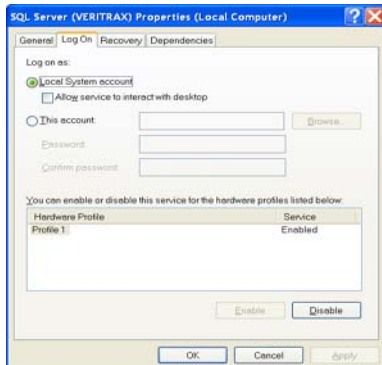 SQL Server (VERITRAX) Properties (Local Computer)
General Log On Recovery Dependencies
Log on as:
Local System account
Allow service to interact with desktop
This account: Browse...
Password:
Confirm password:
You can enable or disable this service for the hardware profiles listed below:
Hardware Profile Service
Profile 1 Enabled
Enable Disable
OK Cancel Apply